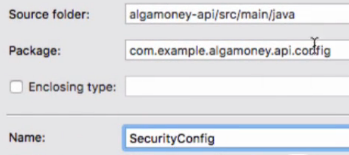 Source folder: algamoney-api/src/main/java
Package: com.example.algamoney.api.config
Enclosing type:
Name: SecurityConfig